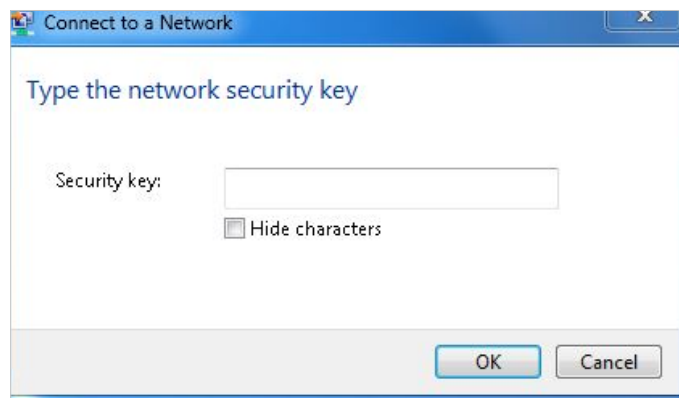 Connect to a Network
Type the network security key
Security key:
Hide characters
OK Cancel